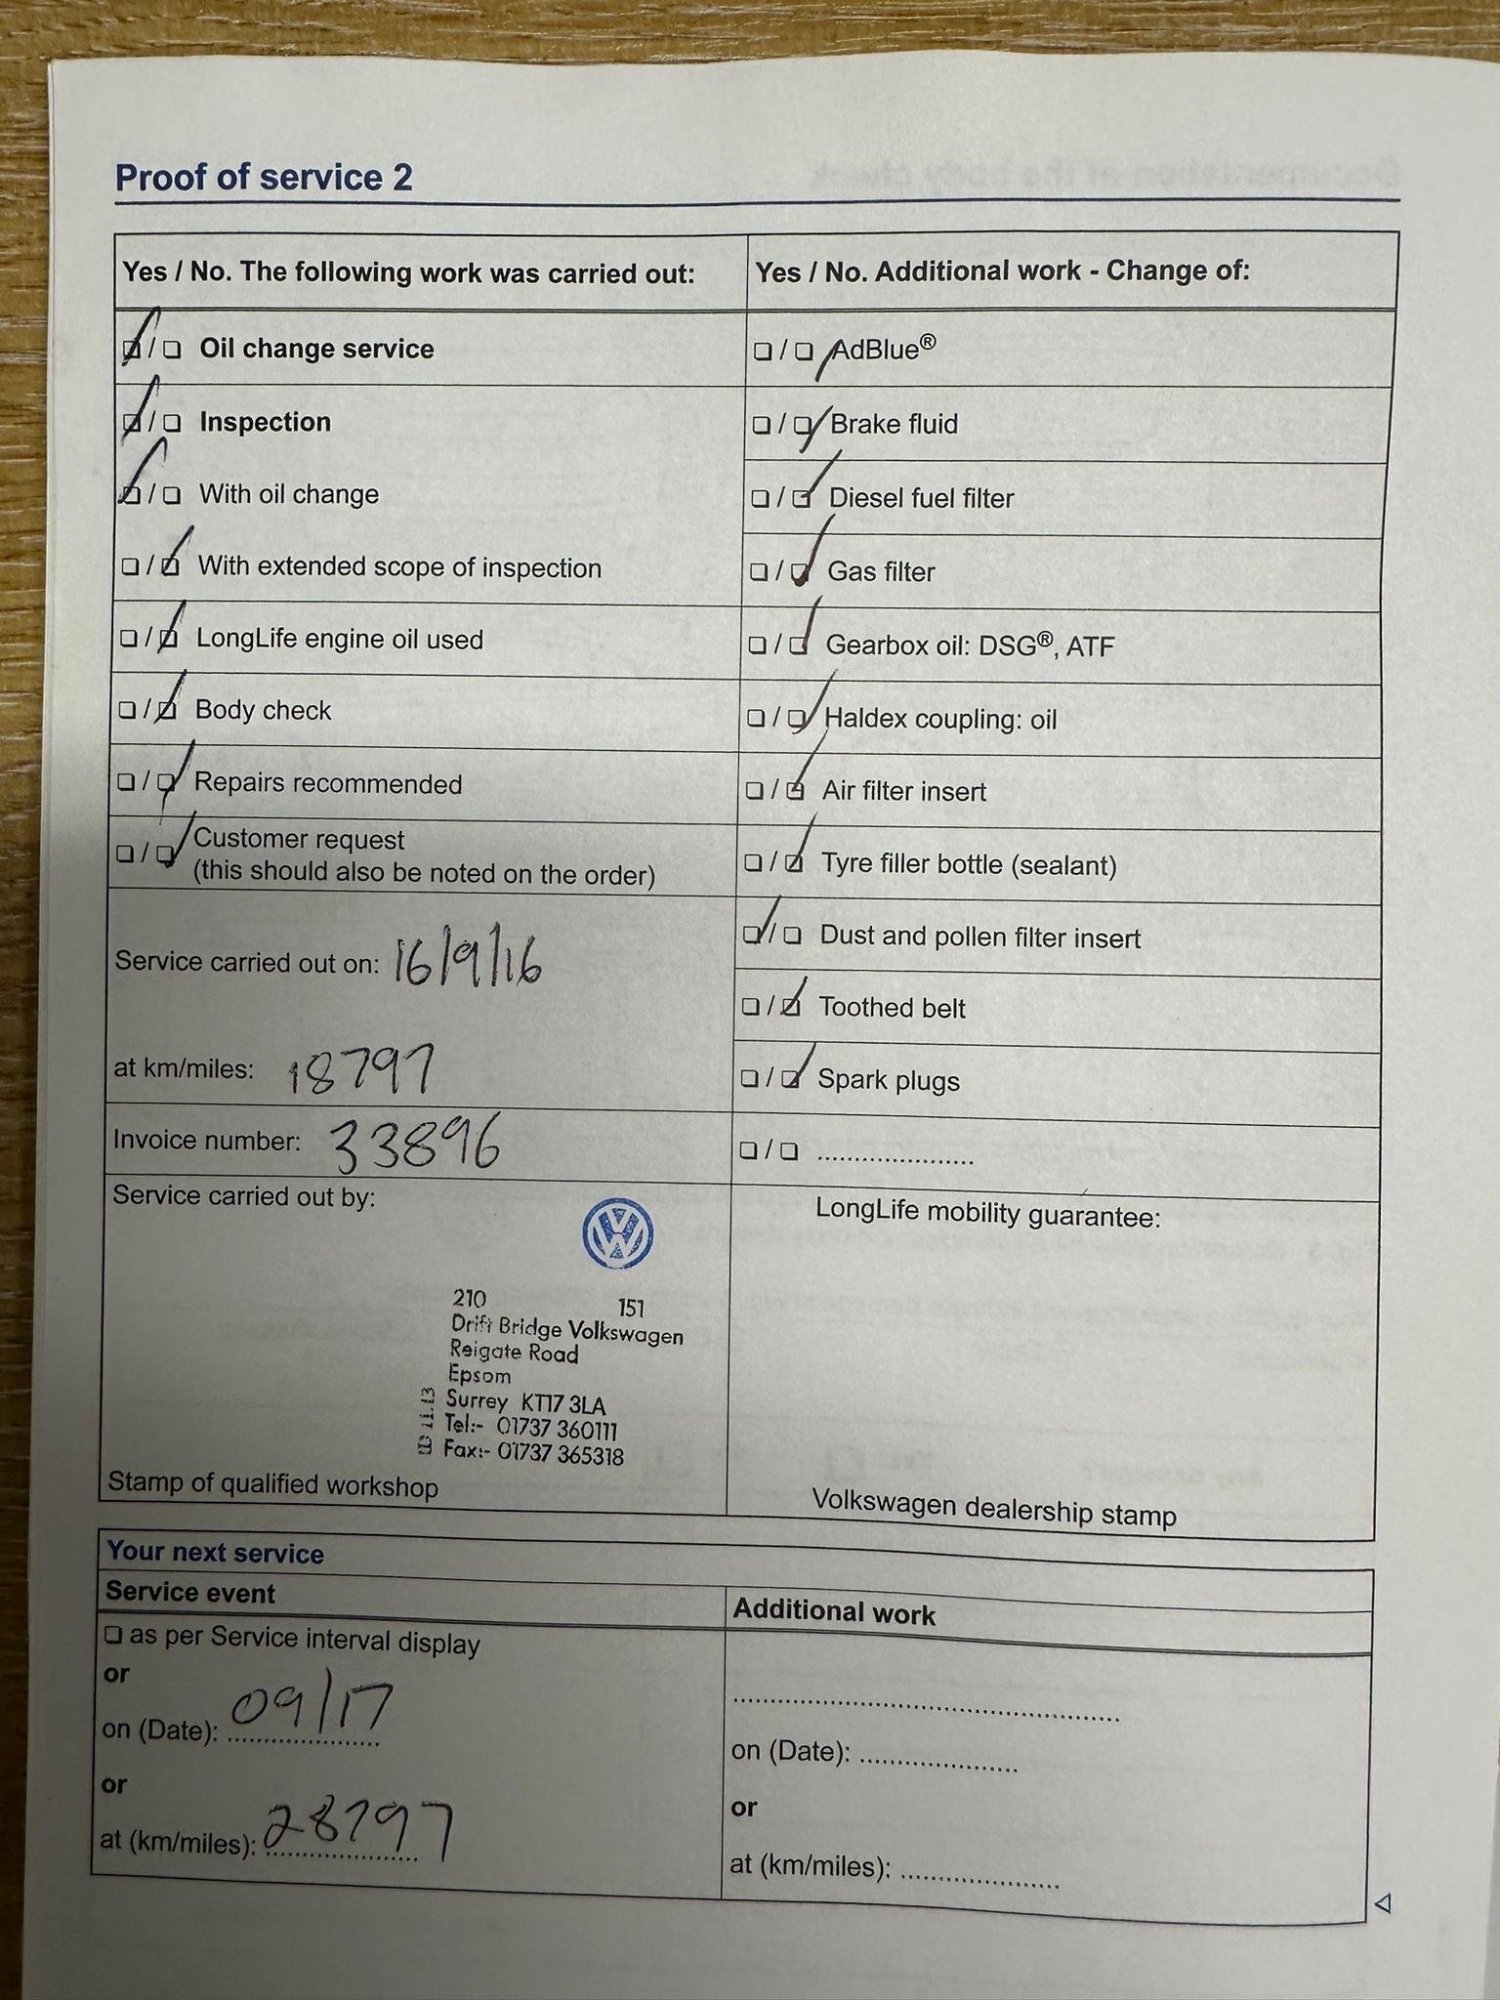 Proof of service 2
Yes / No. The following work was carried out:
☑ / ☐ Oil change service
☑ / ☐ Inspection
☑ / ☐ With oil change
☐ / ☑ With extended scope of inspection
☐ / ☑ LongLife engine oil used
☐ / ☑ Body check
☐ / ☑ Repairs recommended
☐ / ☑ Customer request
(this should also be noted on the order)
Service carried out on: 16/9/16
at km/miles: 18797
Invoice number: 33896
Service carried out by:
210 151
Drift Bridge Volkswagen
Reigate Road
Epsom
Surrey KT17 3LA
Tel:- 01737 360111
Fax:- 01737 365318
Stamp of qualified workshop
Yes / No. Additional work - Change of:
☐ / ☑ AdBlue®
☐ / ☑ Brake fluid
☐ / ☑ Diesel fuel filter
☐ / ☑ Gas filter
☐ / ☑ Gearbox oil: DSG®, ATF
☐ / ☑ Haldex coupling: oil
☐ / ☑ Air filter insert
☐ / ☑ Tyre filler bottle (sealant)
☑ / ☐ Dust and pollen filter insert
☐ / ☑ Toothed belt
☐ / ☑ Spark plugs
☐ / ☐ ......................
LongLife mobility guarantee:
Volkswagen dealership stamp
Your next service
Service event
☐ as per Service interval display
or
on (Date): 09/17
or
at (km/miles): 28797
Additional work
......................................................
on (Date): ......................
or
at (km/miles): ......................